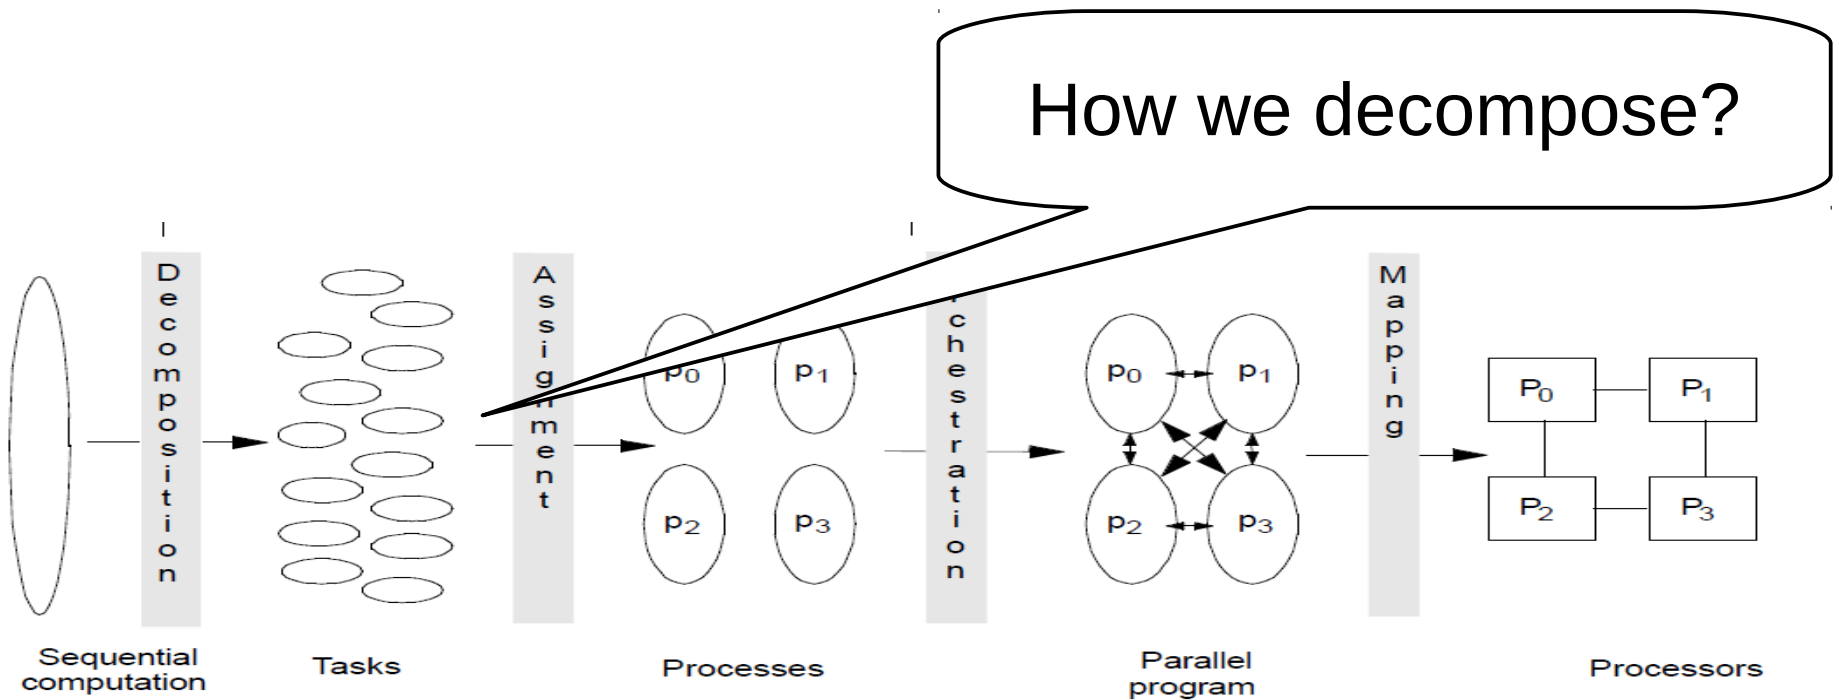 How we decompose?
Decomposition
Assignment
rchestration
Mapping
p0
p1
p2
p3
p0
p1
p2
p3
P0
P1
P2
P3
Sequential
computation
Tasks
Processes
Parallel
program
Processors